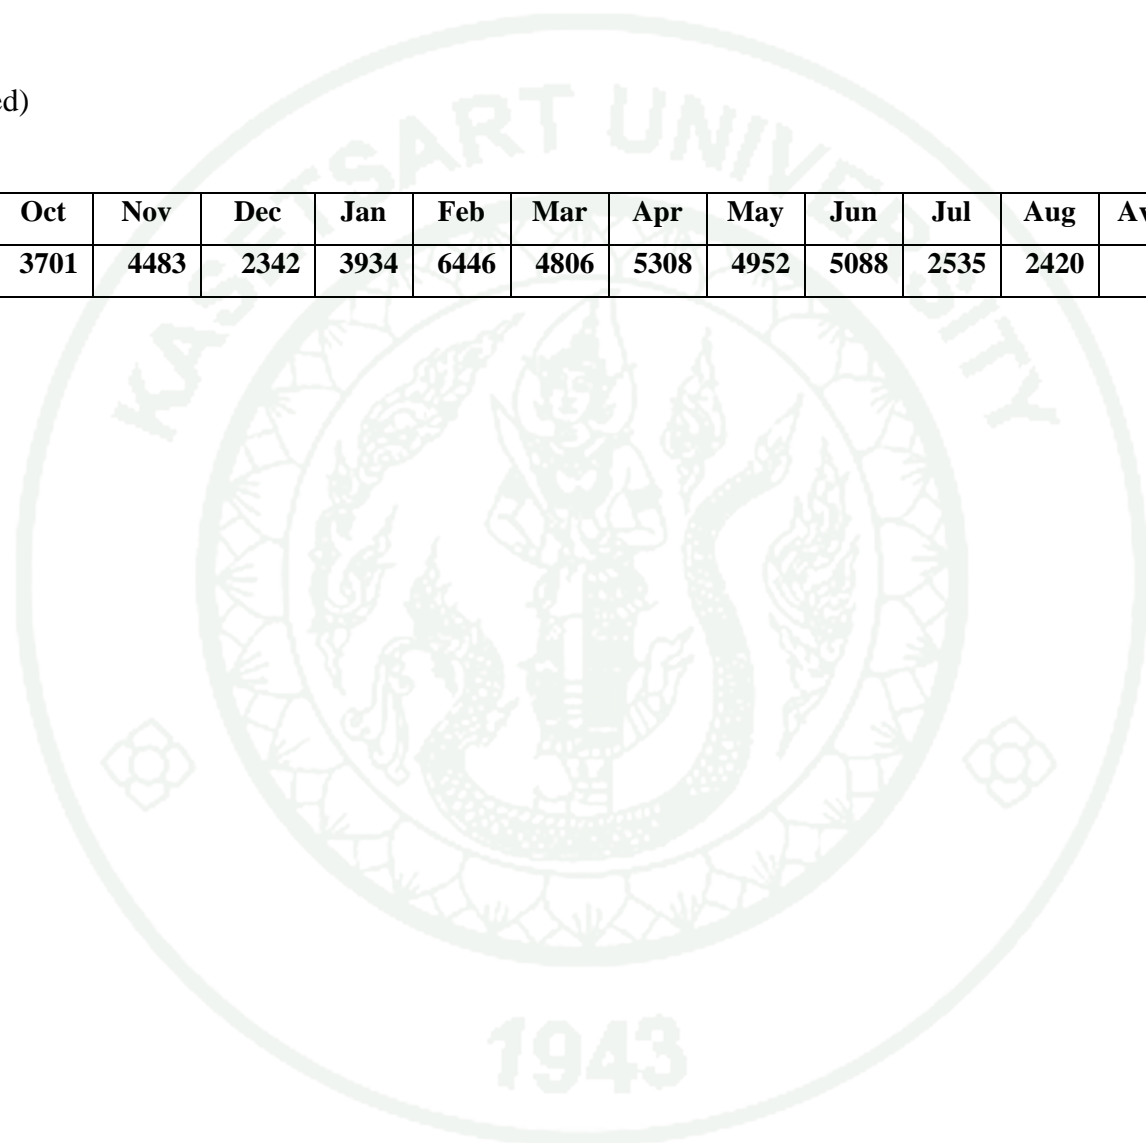 ed)
Oct Nov Dec Jan Feb Mar Apr May Jun Jul Aug Av
3701 4483 2342 3934 6446 4806 5308 4952 5088 2535 2420
KASETSART UNIVERSITY
1943